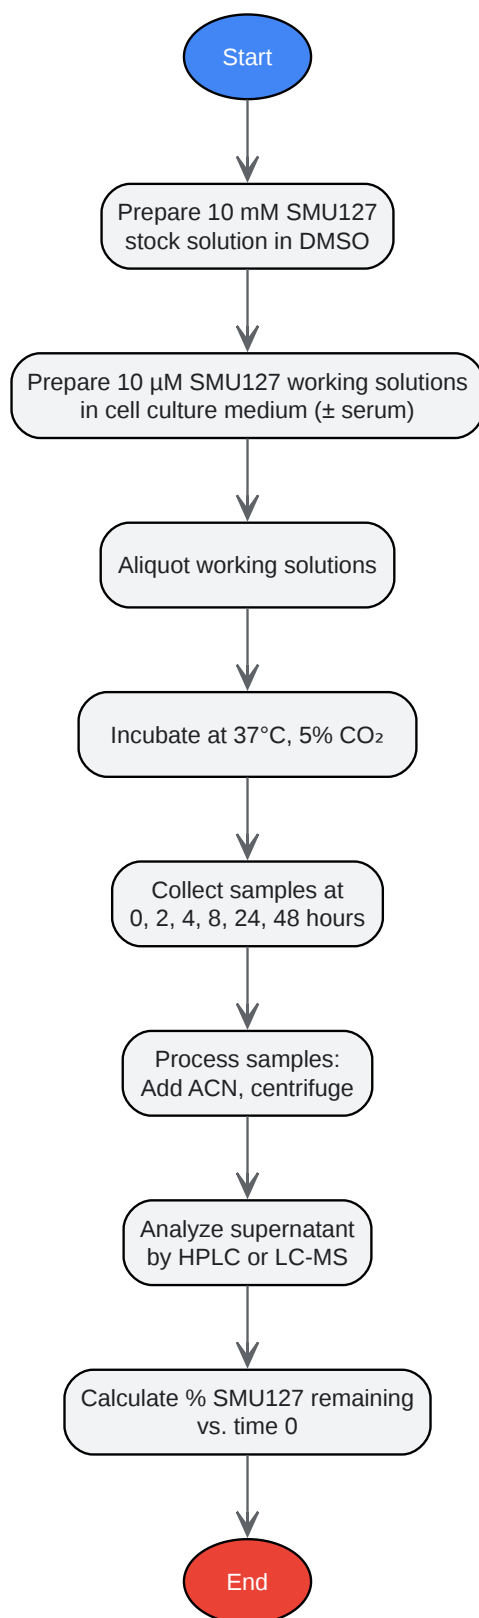 Start
Prepare 10 mM SMU127
stock solution in DMSO
Prepare 10 µM SMU127 working solutions
in cell culture medium (± serum)
Aliquot working solutions
Incubate at 37°C, 5% CO₂
Collect samples at
0, 2, 4, 8, 24, 48 hours
Process samples:
Add ACN, centrifuge
Analyze supernatant
by HPLC or LC-MS
Calculate % SMU127 remaining
vs. time 0
End